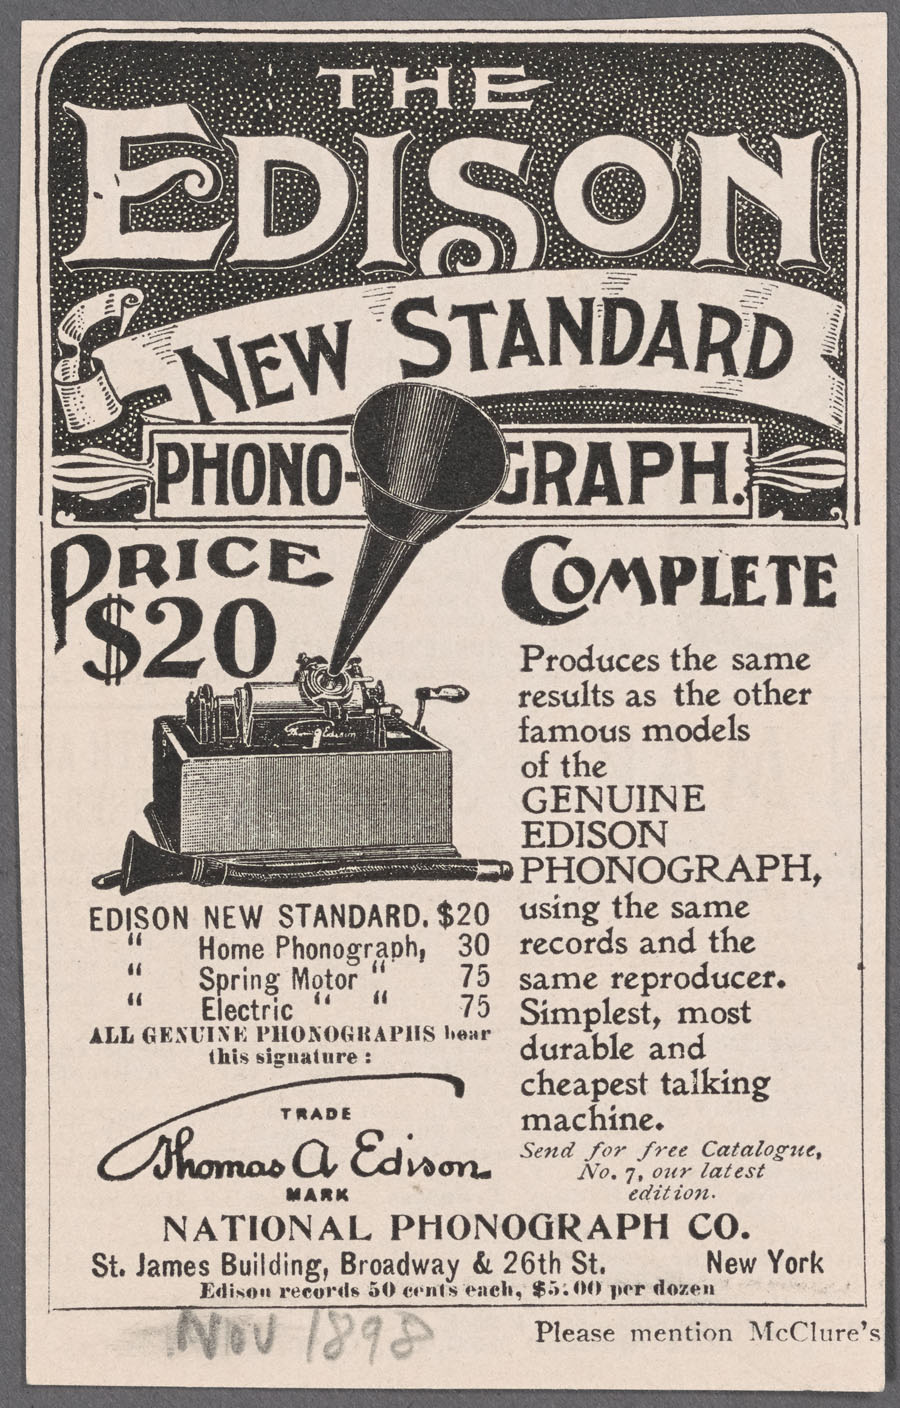 THE
EDISON
NEW STANDARD
PHONO-GRAPH.
PRICE
$20
COMPLETE
Produces the same
results as the other
famous models
of the
GENUINE
EDISON
PHONOGRAPH,
using the same
records and the
same reproducer.
Simplest, most
durable and
cheapest talking
machine.
Send for free Catalogue,
No. 7, our latest
edition.
EDISON NEW STANDARD. $20
“ Home Phonograph, 30
“ Spring Motor “ 75
“ Electric “ “ 75
ALL GENUINE PHONOGRAPHS bear
this signature :
TRADE
Thomas A Edison
MARK
NATIONAL PHONOGRAPH CO.
St. James Building, Broadway & 26th St. New York
Edison records 50 cents each, $5.00 per dozen
Nov 1898
Please mention McClure's